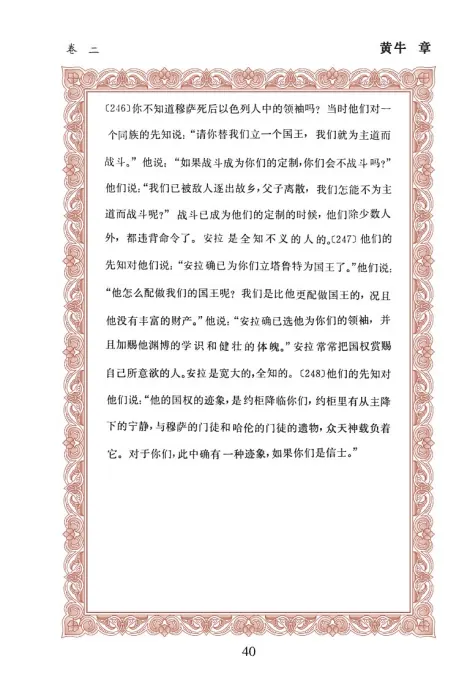 卷 二
黄牛 章
〔246〕你不知道穆萨死后以色列人中的领袖吗？当时他们对一
个同族的先知说：“请你替我们立一个国王，我们就为主道而
战斗。”他说：“如果战斗成为你们的定制，你们会不战斗吗？”
他们说：“我们已被敌人逐出故乡，父子离散，我们怎能不为主
道而战斗呢？”战斗已成为他们的定制的时候，他们除少数人
外，都违背命令了。安拉是全知不义的人的。〔247〕他们的
先知对他们说：“安拉确已为你们立塔鲁特为国王了。”他们说：
“他怎么配做我们的国王呢？我们是比他更配做国王的，况且
他没有丰富的财产。”他说：“安拉确已选他为你们的领袖，并
且加赐他渊博的学识和健壮的体魄。”安拉常常把国权赏赐
自己所意欲的人。安拉是宽大的，全知的。〔248〕他们的先知对
他们说：“他的国权的迹象，是约柜降临你们，约柜里有从主降
下的宁静，与穆萨的门徒和哈伦的门徒的遗物，众天神载负着
它。对于你们，此中确有一种迹象，如果你们是信士。”
40